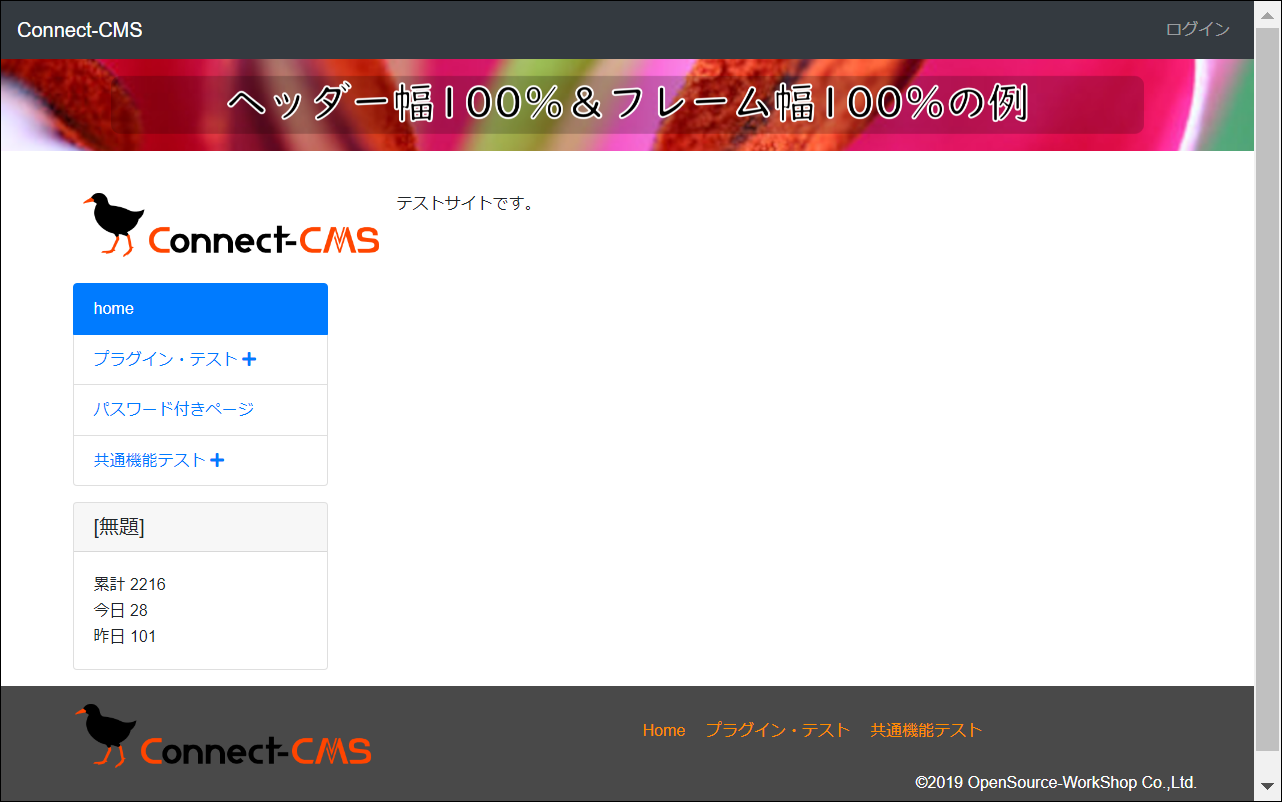 Connect-CMS
ログイン
ヘッダー幅100%＆フレーム幅100%の例
Connect-CMS
テストサイトです。
home
プラグイン・テスト
パスワード付きページ
共通機能テスト
[無題]
累計 2216
今日 28
昨日 101
Connect-CMS
Home プラグイン・テスト 共通機能テスト
©2019 OpenSource-WorkShop Co.,Ltd.